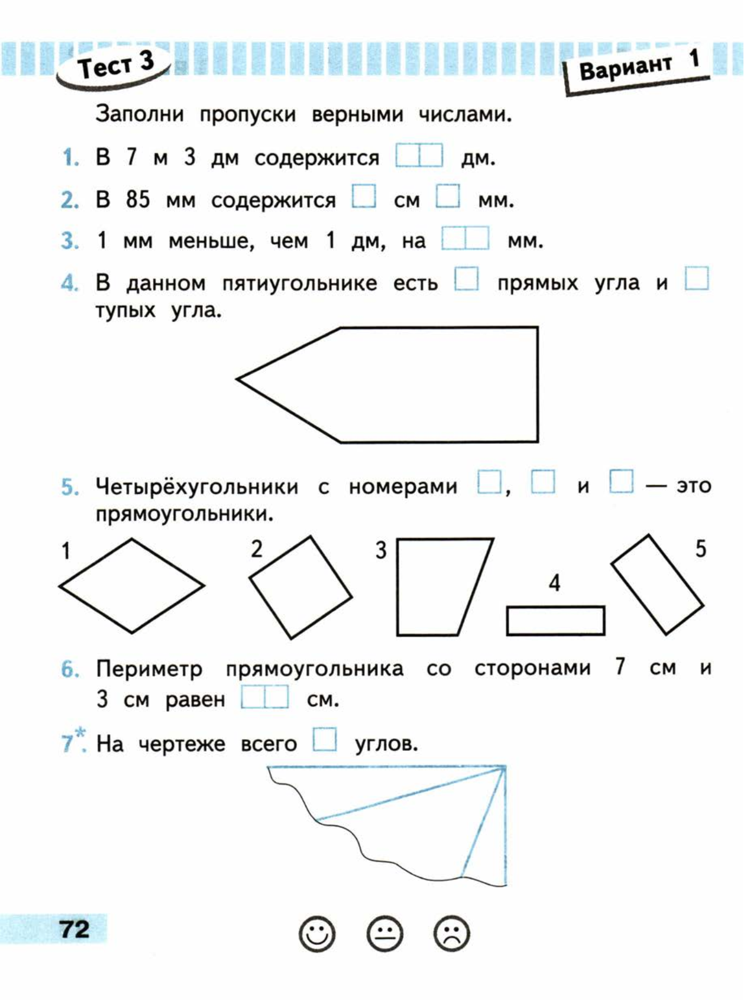 Тест 3
Вариант 1
Заполни пропуски верными числами.
1. В 7 м 3 дм содержится дм.
2. В 85 мм содержится см мм.
3. 1 мм меньше, чем 1 дм, на мм.
4. В данном пятиугольнике есть прямых угла и
тупых угла.
5. Четырёхугольники с номерами , и — это
прямоугольники.
1 2 3 4 5
6. Периметр прямоугольника со сторонами 7 см и
3 см равен см.
7*. На чертеже всего углов.
72